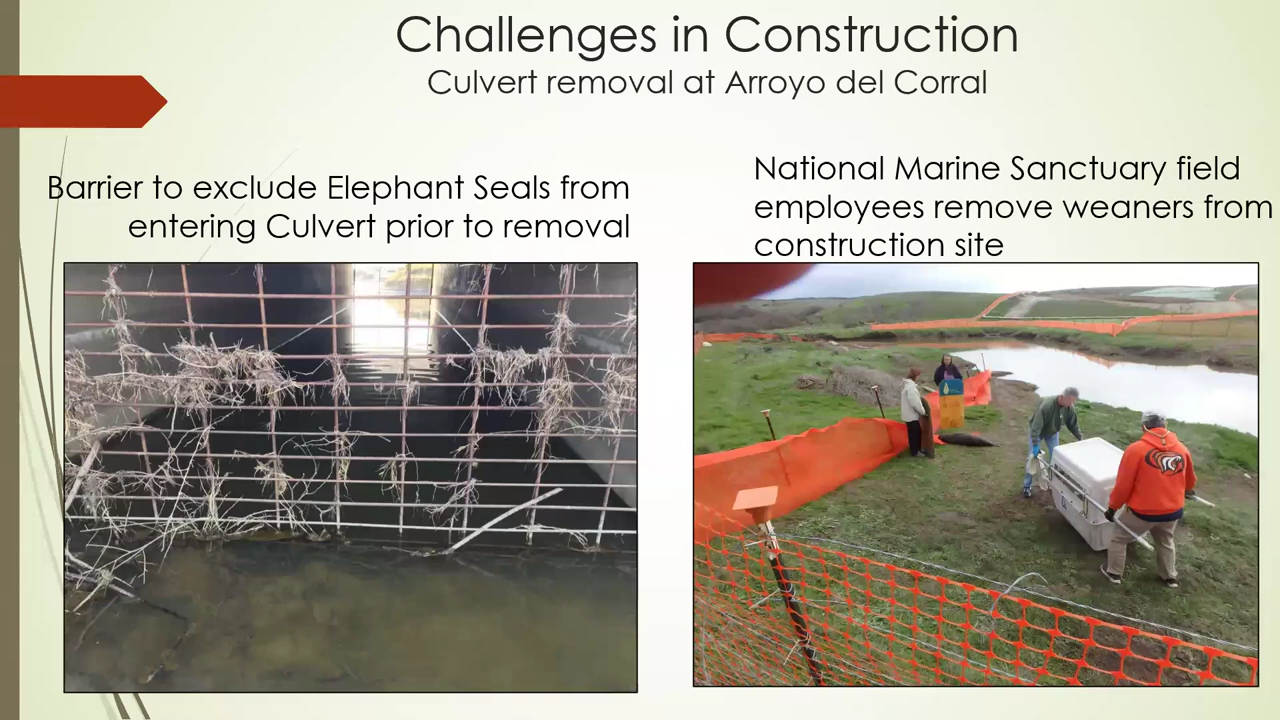 Challenges in Construction
Culvert removal at Arroyo del Corral
Barrier to exclude Elephant Seals from
entering Culvert prior to removal
National Marine Sanctuary field
employees remove weaners from
construction site